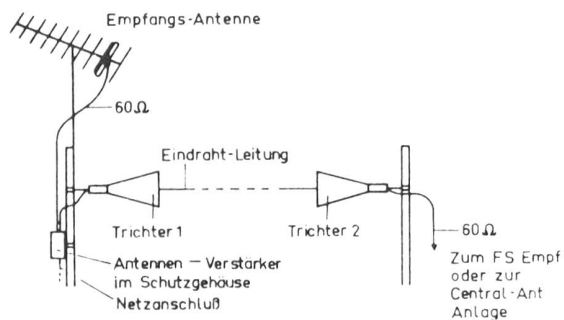 Empfangs-Antenne
60Ω
Eindraht-Leitung
Trichter 1
Trichter 2
60Ω
Antennen – Verstärker
im Schutzgehäuse
Netzanschluß
Zum FS Empf
oder zur
Central-Ant
Anlage